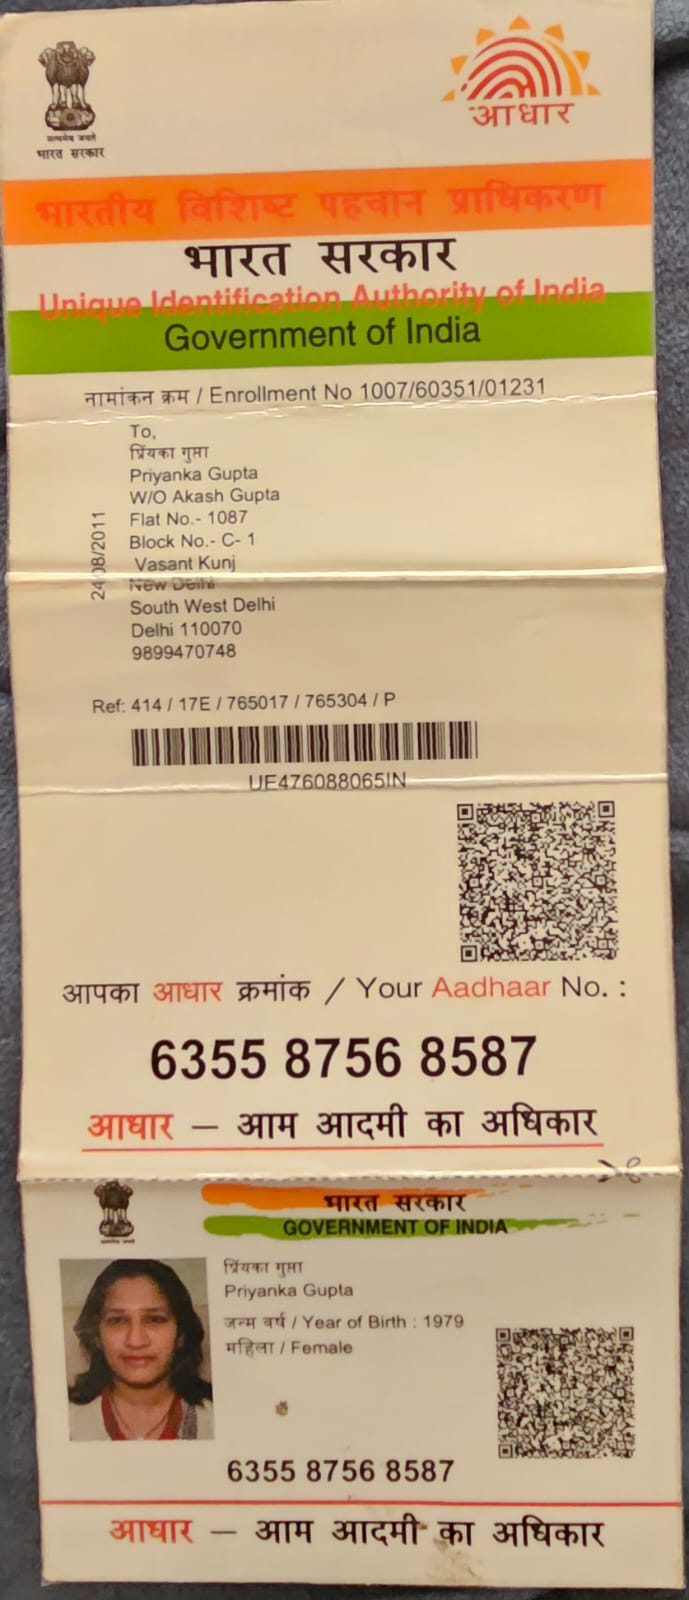 आधार
सत्यमेव जयते
भारत सरकार
भारतीय विशिष्ट पहचान प्राधिकरण
भारत सरकार
Unique Identification Authority of India
Government of India
नामांकन क्रम / Enrollment No 1007/60351/01231
To,
प्रिंयका गुप्ता
Priyanka Gupta
W/O Akash Gupta
Flat No.- 1087
Block No.- C- 1
Vasant Kunj
New Delhi
South West Delhi
Delhi 110070
9899470748
24/08/2011
Ref: 414 / 17E / 765017 / 765304 / P
UE476088065IN
आपका आधार क्रमांक / Your Aadhaar No. :
6355 8756 8587
आधार — आम आदमी का अधिकार
भारत सरकार
GOVERNMENT OF INDIA
प्रिंयका गुप्ता
Priyanka Gupta
जन्म वर्ष / Year of Birth : 1979
महिला / Female
6355 8756 8587
आधार — आम आदमी का अधिकार